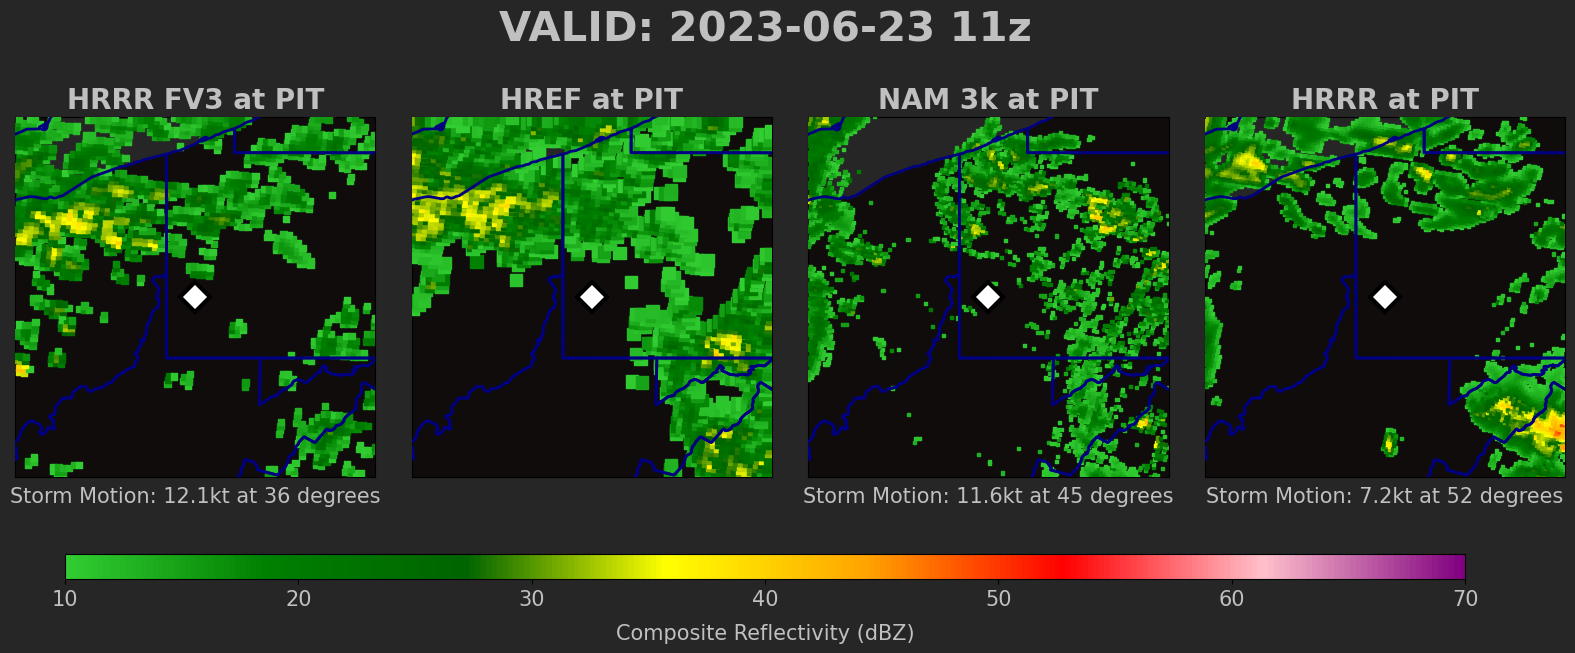 VALID: 2023-06-23 11z
HRRR FV3 at PIT
HREF at PIT
NAM 3k at PIT
HRRR at PIT
Storm Motion: 12.1kt at 36 degrees
Storm Motion: 11.6kt at 45 degrees
Storm Motion: 7.2kt at 52 degrees
10 20 30 40 50 60 70
Composite Reflectivity (dBZ)